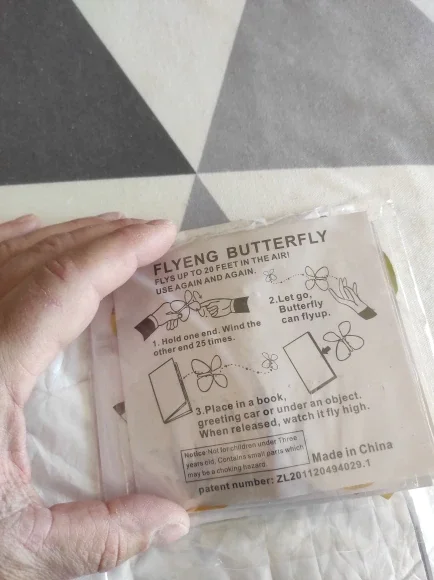 FLYENG BUTTERFLY
FLYS UP TO 20 FEET IN THE AIR!
USE AGAIN AND AGAIN.
1. Hold one end. Wind the
other end 25 times.
2.Let go,
Butterfly
can flyup.
3.Place in a book,
greeting car or under an object.
When released, watch it fly high.
Notice:Not for children under Three
years old, Contains small parts which
may be a choking hazard.
Made in China
patent number: ZL201120494029.1